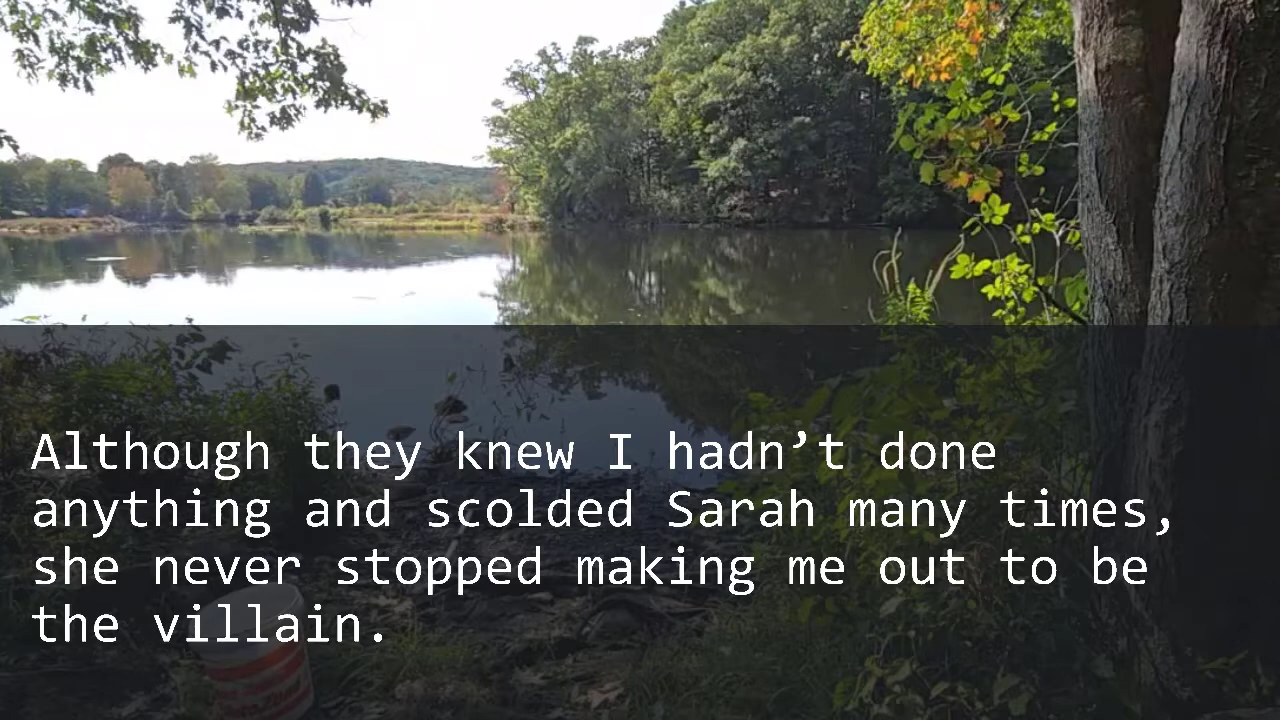 Although they knew I hadn’t done
anything and scolded Sarah many times,
she never stopped making me out to be
the villain.